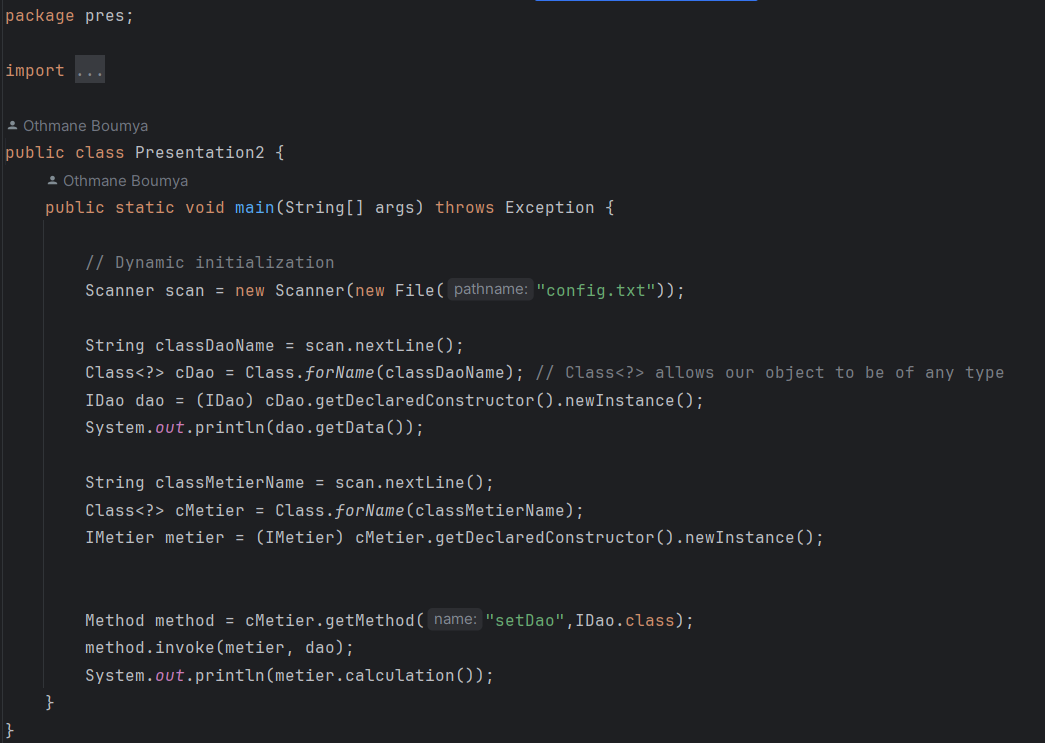 package pres;
import ...
Othmane Boumya
public class Presentation2 {
Othmane Boumya
public static void main(String[] args) throws Exception {
// Dynamic initialization
Scanner scan = new Scanner(new File( pathname: "config.txt"));
String classDaoName = scan.nextLine();
Class<?> cDao = Class.forName(classDaoName); // Class<?> allows our object to be of any type
IDao dao = (IDao) cDao.getDeclaredConstructor().newInstance();
System.out.println(dao.getData());
String classMetierName = scan.nextLine();
Class<?> cMetier = Class.forName(classMetierName);
IMetier metier = (IMetier) cMetier.getDeclaredConstructor().newInstance();
Method method = cMetier.getMethod( name: "setDao",IDao.class);
method.invoke(metier, dao);
System.out.println(metier.calculation());
}
}